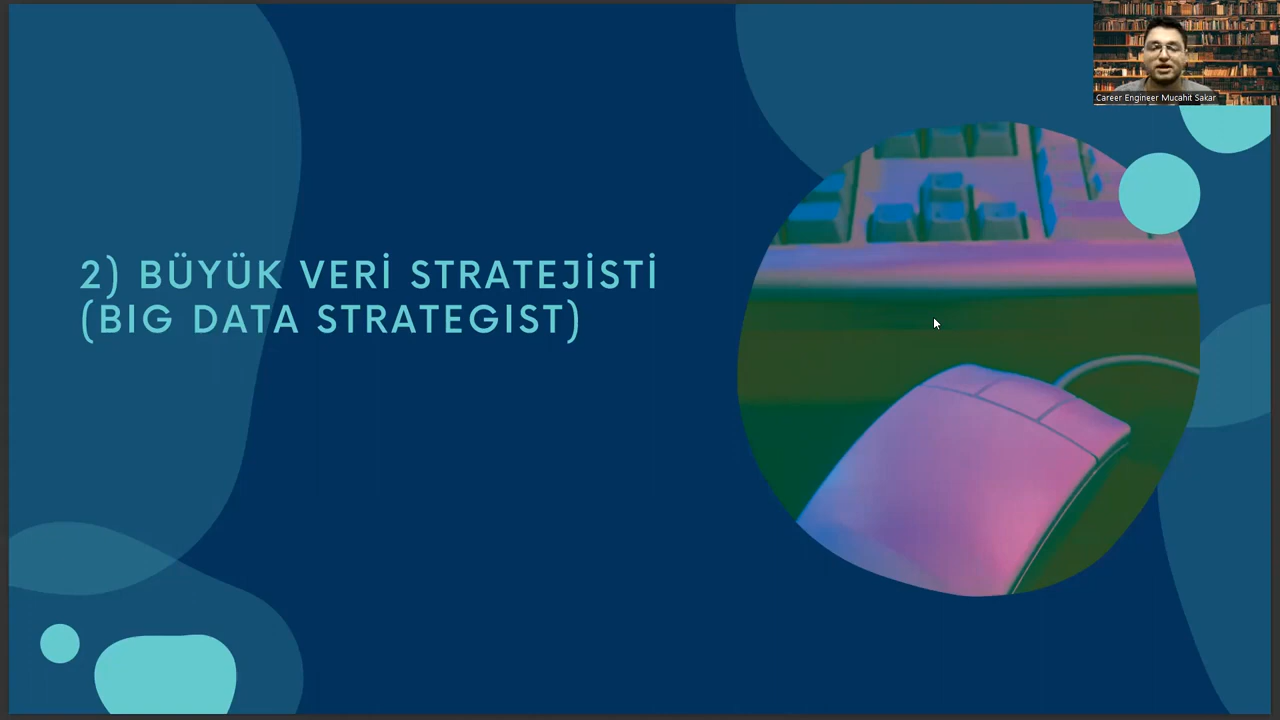 Career Engineer Mucahit Sakar
2) BÜYÜK VERİ STRATEJİSTİ
(BIG DATA STRATEGIST)